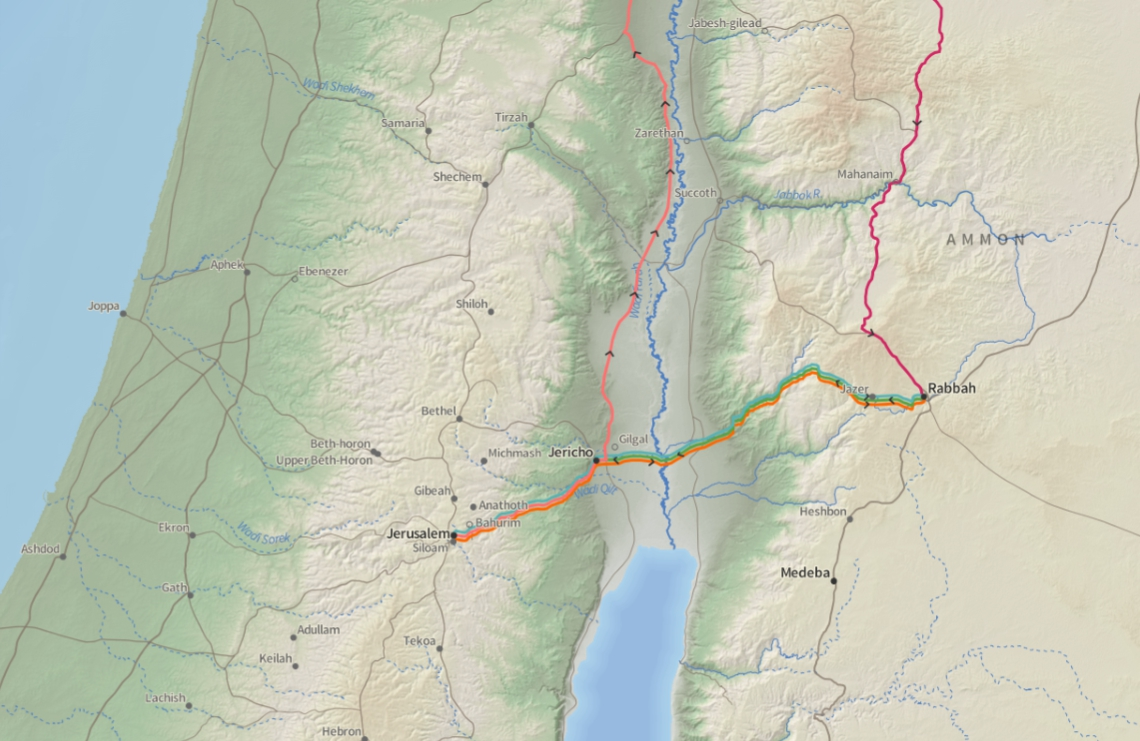 Jabesh-gilead
Wadi Shekhem
Samaria
Tirzah
Zarethan
Shechem
Mahanaim
Succoth
Jabbok R.
AMMON
Aphek
Ebenezer
Joppa
Shiloh
Jazer
Rabbah
Bethel
Gilgal
Beth-horon
Upper Beth-Horon
Michmash
Jericho
Wadi Qilt
Gibeah
Anathoth
Bahurim
Heshbon
Ekron
Wadi Sorek
Jerusalem
Siloam
Ashdod
Medeba
Gath
Adullam
Tekoa
Keilah
Lachish
Hebron